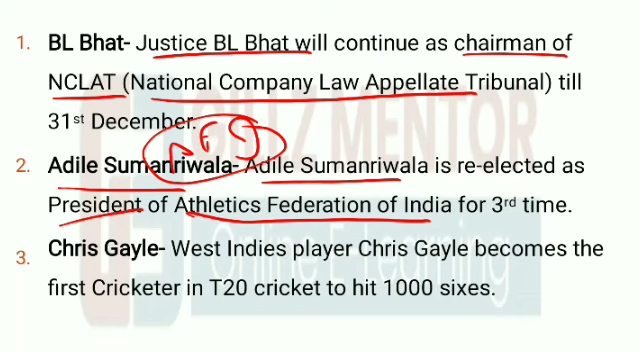 1. BL Bhat- Justice BL Bhat will continue as chairman of
NCLAT (National Company Law Appellate Tribunal) till
31st December.
2. Adile Sumanriwala- Adile Sumanriwala is re-elected as
President of Athletics Federation of India for 3rd time.
3. Chris Gayle- West Indies player Chris Gayle becomes the
first Cricketer in T20 cricket to hit 1000 sixes.
MENTOR
Online E-Learning